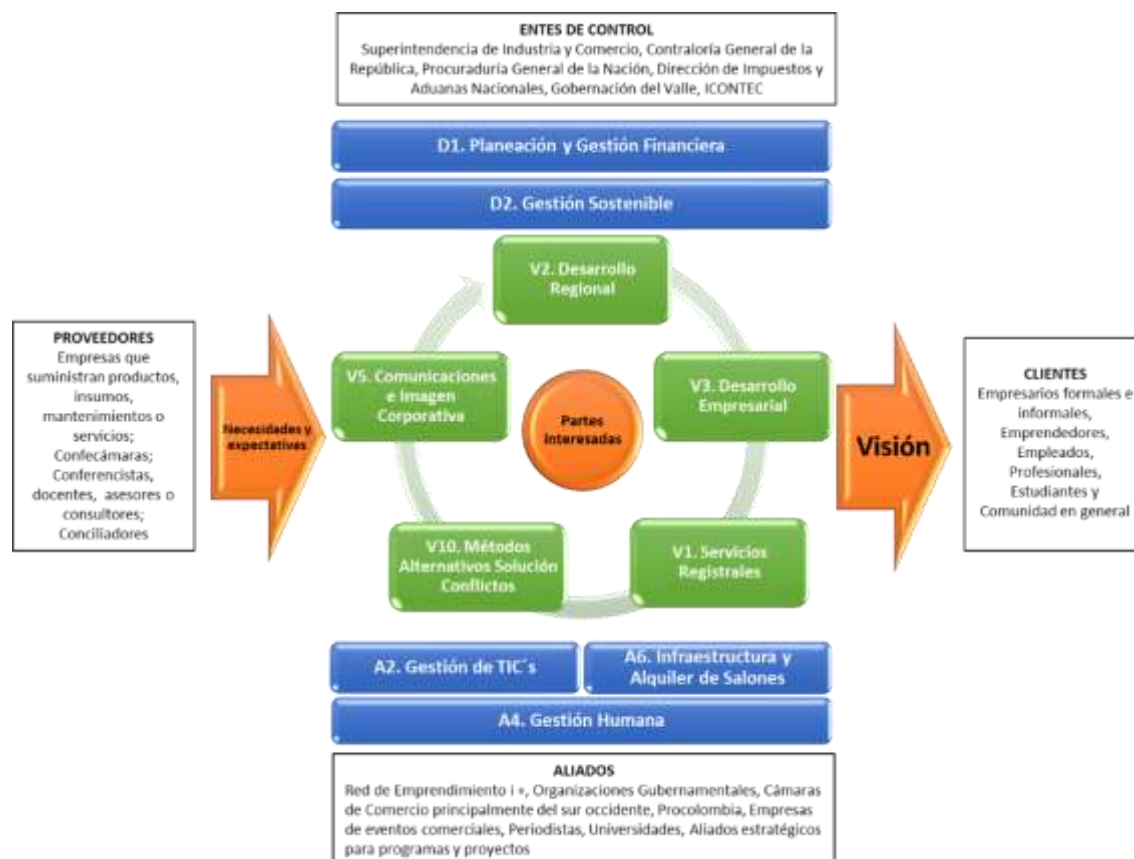 ENTES DE CONTROL
Superintendencia de Industria y Comercio, Contraloría General de la
República, Procuraduría General de la Nación, Dirección de Impuestos y
Aduanas Nacionales, Gobernación del Valle, ICONTEC
D1. Planeación y Gestión Financiera
D2. Gestión Sostenible
V2. Desarrollo
Regional
PROVEEDORES
Empresas que
suministran productos,
insumos,
mantenimientos o
servicios;
Confecámaras;
Conferencistas,
docentes, asesores o
consultores;
Conciliadores
Necesidades y
expectativas
V5. Comunicaciones
e Imagen
Corporativa
Partes
Interesadas
V3. Desarrollo
Empresarial
Visión
CLIENTES
Empresarios formales e
informales,
Emprendedores,
Empleados,
Profesionales,
Estudiantes y
Comunidad en general
V10. Métodos
Alternativos Solución
Conflictos
V1. Servicios
Registrales
A2. Gestión de TIC´s
A6. Infraestructura y
Alquiler de Salones
A4. Gestión Humana
ALIADOS
Red de Emprendimiento i +, Organizaciones Gubernamentales, Cámaras
de Comercio principalmente del sur occidente, Procolombia, Empresas
de eventos comerciales, Periodistas, Universidades, Aliados estratégicos
para programas y proyectos